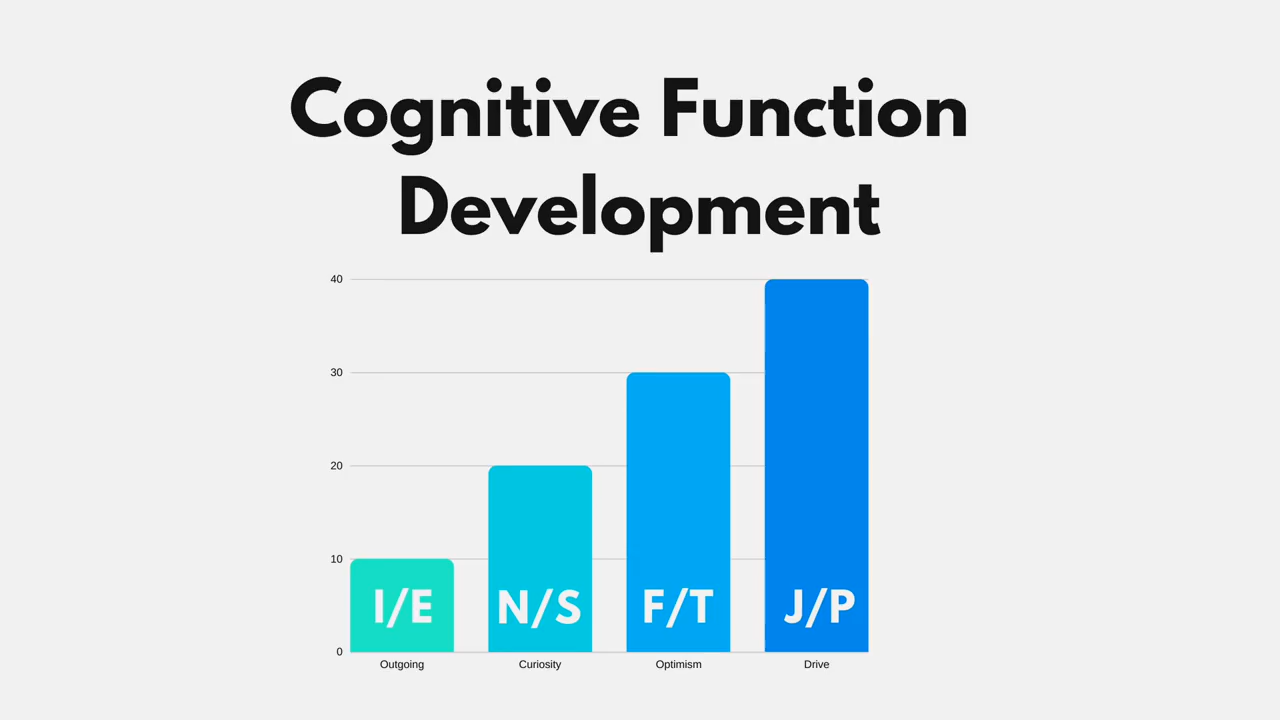 Cognitive Function
Development
40
30
20
10
0
I/E
N/S
F/T
J/P
Outgoing
Curiosity
Optimism
Drive